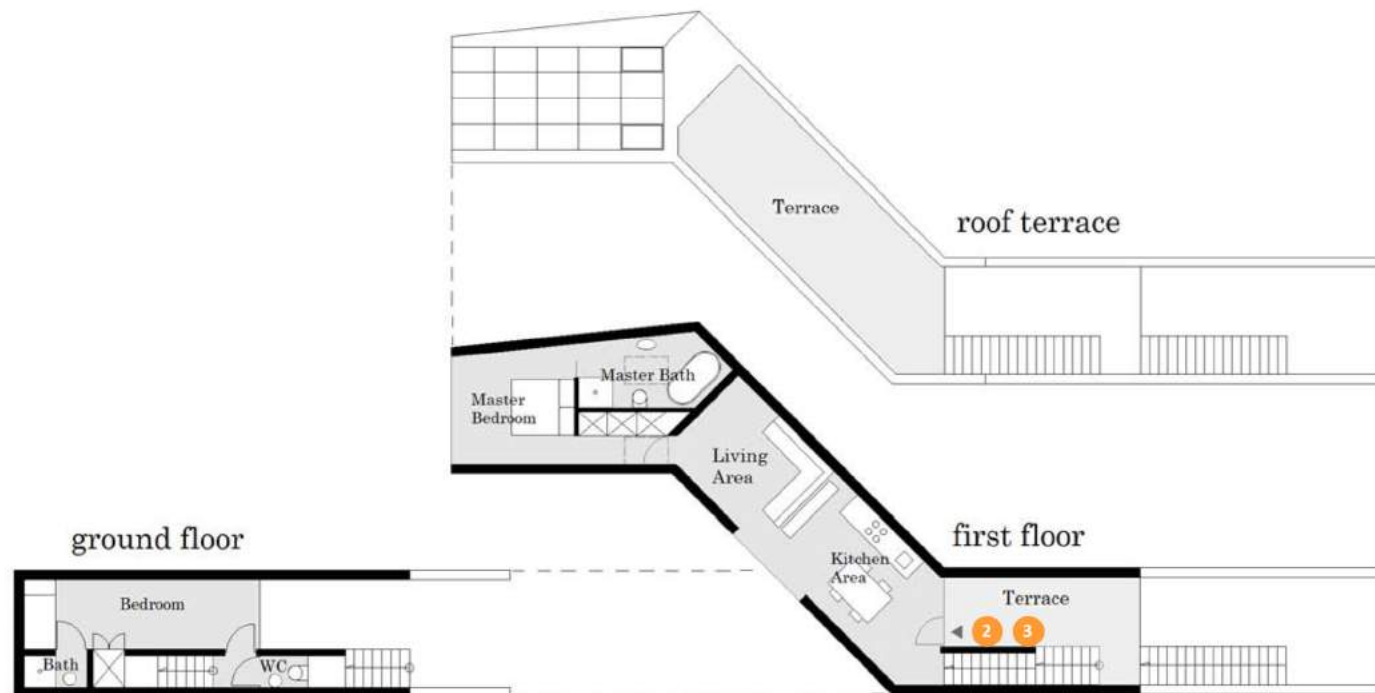 Terrace
roof terrace
Master Bath
Master
Bedroom
Living
Area
ground floor
first floor
Kitchen
Area
Bedroom
Terrace
2 3
Bath
WC